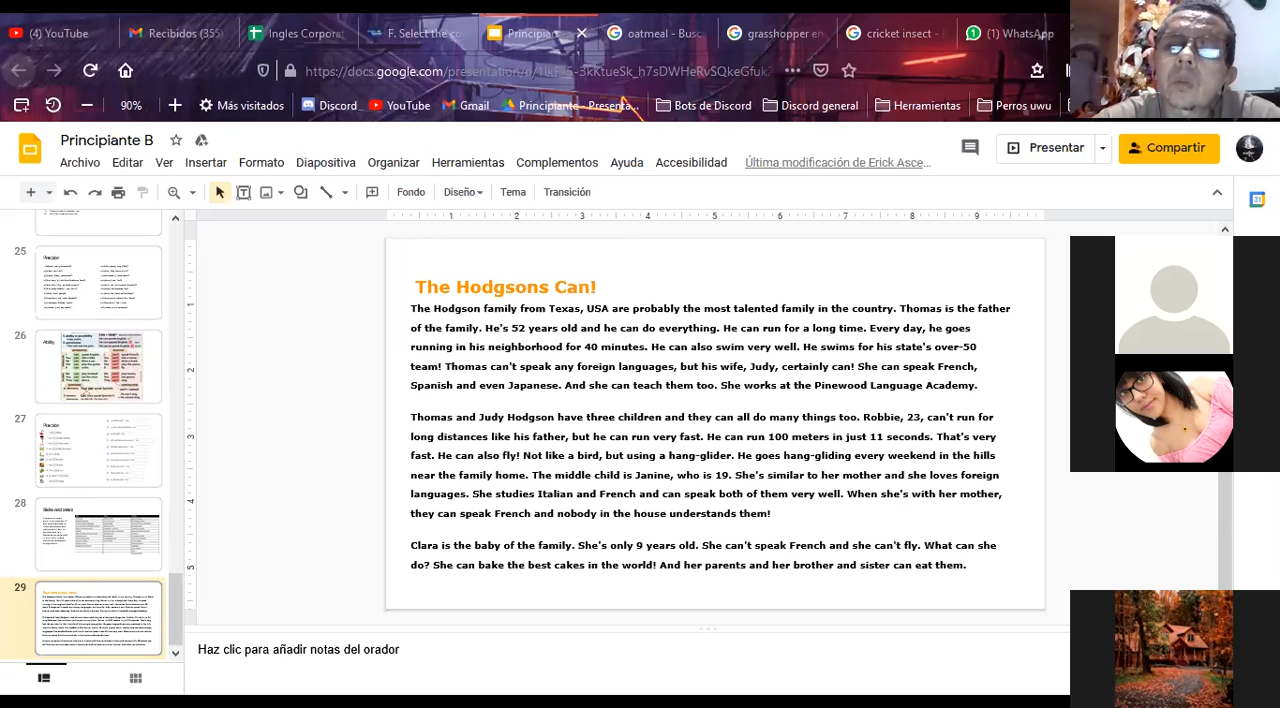 (4) YouTube
Recibidos (355)
Ingles Corporat
F. Select the co
Principian
oatmeal - Busc
grasshopper en
cricket insect -
(1) WhatsApp
90%
Más visitados
Discord
YouTube
Gmail
Principiante - Presenta...
Bots de Discord
Discord general
Herramientas
Perros uwu
Principiante B
Archivo Editar Ver Insertar Formato Diapositiva Organizar Herramientas Complementos Ayuda Accesibilidad Última modificación de Erick Asce...
Presentar
Compartir
Fondo Diseño Tema Transición
1 2 3 4 5 6 7 8 9
25
26
27
28
29
The Hodgsons Can!
The Hodgson family from Texas, USA are probably the most talented family in the country. Thomas is the father
of the family. He's 52 years old and he can do everything. He can run for a long time. Every day, he goes
running in his neighborhood for 40 minutes. He can also swim very well. He swims for his state's over-50
team! Thomas can't speak any foreign languages, but his wife, Judy, certainly can! She can speak French,
Spanish and even Japanese. And she can teach them too. She works at the Pinewood Language Academy.
Thomas and Judy Hodgson have three children and they can all do many things too. Robbie, 23, can't run for
long distances like his father, but he can run very fast. He can run 100 meters in just 11 seconds. That's very
fast. He can also fly! Not like a bird, but using a hang-glider. He goes hang-gliding every weekend in the hills
near the family home. The middle child is Janine, who is 19. She's similar to her mother and she loves foreign
languages. She studies Italian and French and can speak both of them very well. When she's with her mother,
they can speak French and nobody in the house understands them!
Clara is the baby of the family. She's only 9 years old. She can't speak French and she can't fly. What can she
do? She can bake the best cakes in the world! And her parents and her brother and sister can eat them.
Haz clic para añadir notas del orador